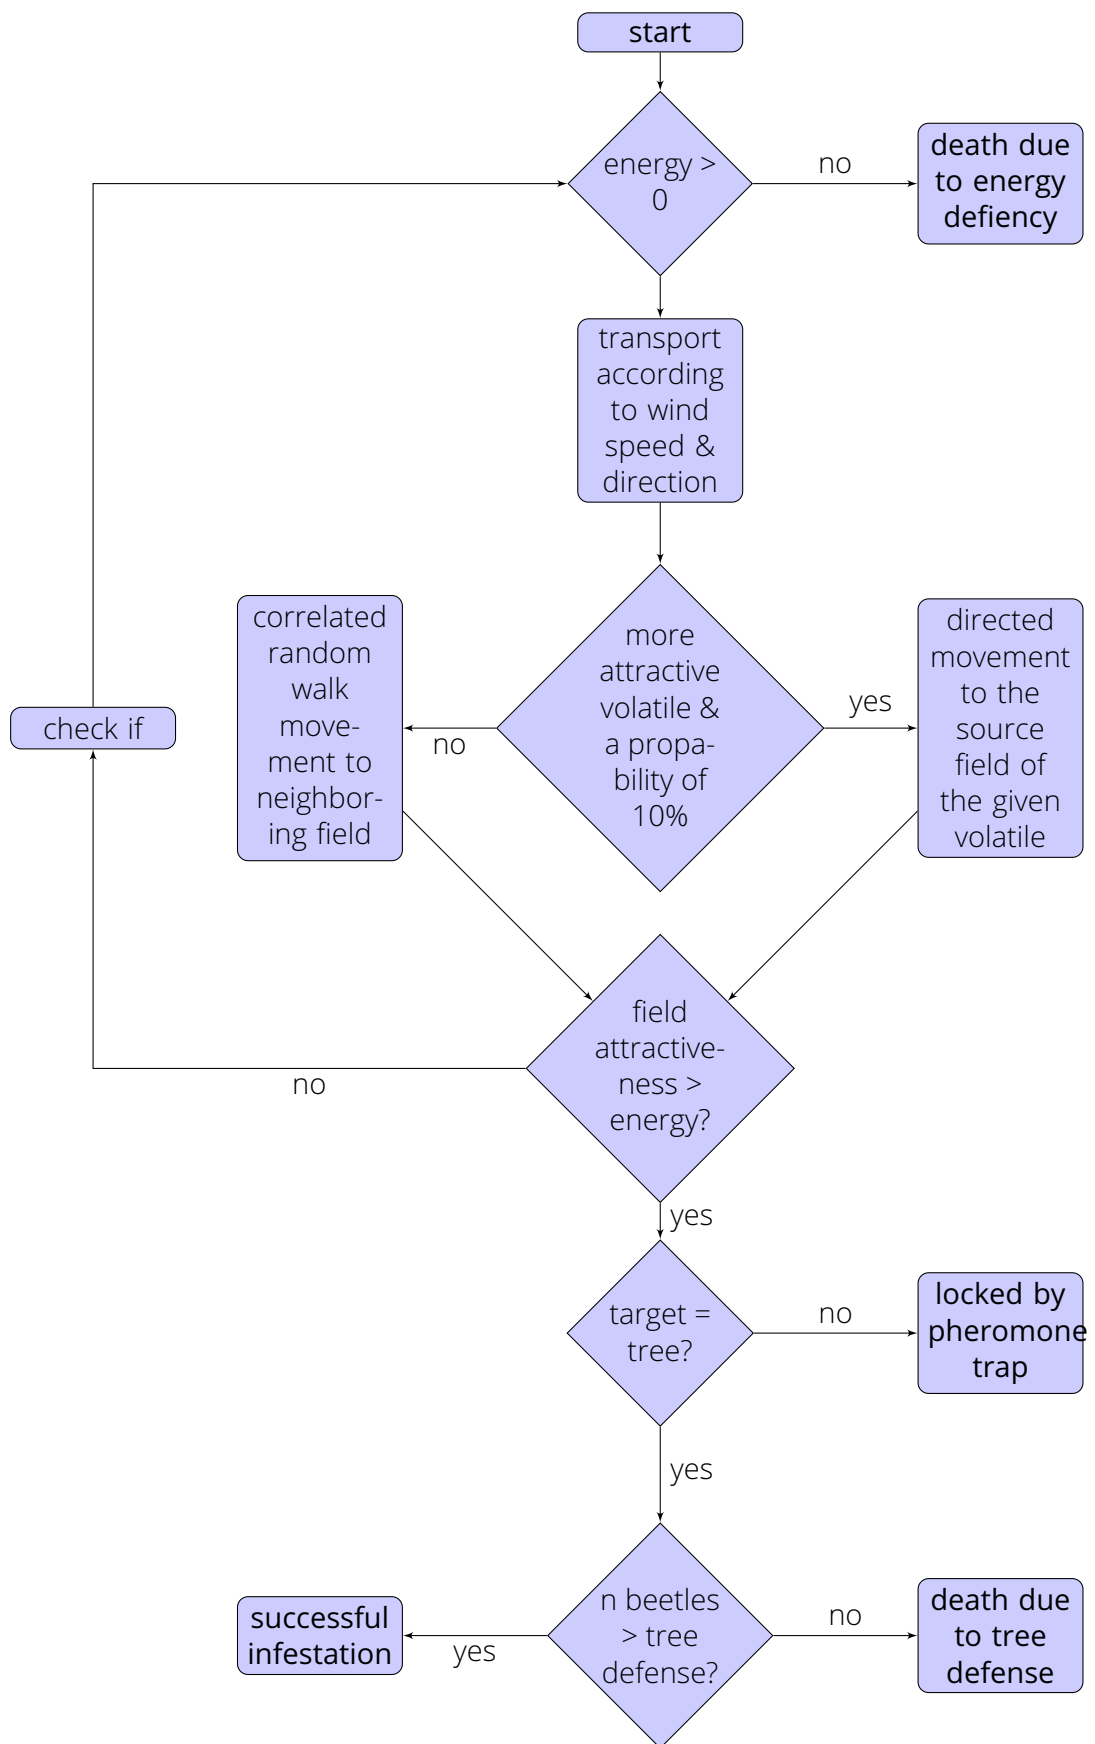 start
energy >
0
no
death due
to energy
defiency
transport
according
to wind
speed &
direction
correlated
random
walk
move-
ment to
neighbor-
ing field
more
attractive
volatile &
a propa-
bility of
10%
directed
movement
to the
source
field of
the given
volatile
yes
no
check if
field
attractive-
ness >
energy?
no
yes
target =
tree?
no
locked by
pheromone
trap
yes
n beetles
> tree
defense?
no
death due
to tree
defense
successful
infestation
yes